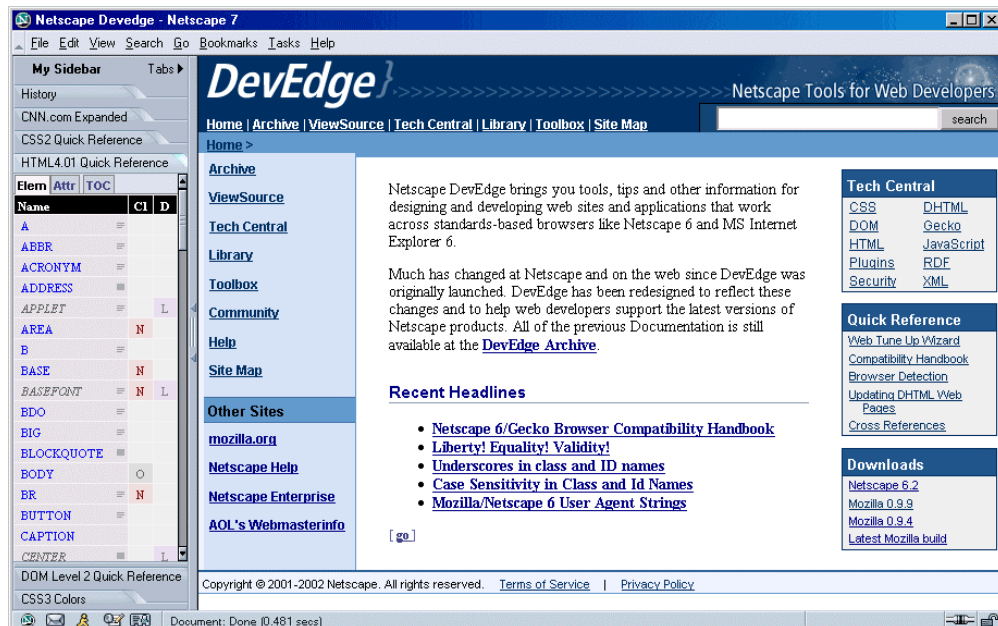 Netscape Devedge - Netscape 7
File Edit View Search Go Bookmarks Tasks Help
My Sidebar Tabs
History
CNN.com Expanded
CSS2 Quick Reference
HTML4.01 Quick Reference
Elem Attr TOC
Name Cl D
A
ABBR
ACRONYM
ADDRESS
APPLET L
AREA N
B
BASE N
BASEFONT N L
BDO
BIG
BLOCKQUOTE
BODY O
BR N
BUTTON
CAPTION
CENTER L
DOM Level 2 Quick Reference
CSS3 Colors
DevEdge}
>>>>>>>>>>>>>>>>>>>>>>>>>>>>>>> Netscape Tools for Web Developers
Home | Archive | ViewSource | Tech Central | Library | Toolbox | Site Map
search
Home >
Archive
ViewSource
Tech Central
Library
Toolbox
Community
Help
Site Map
Other Sites
mozilla.org
Netscape Help
Netscape Enterprise
AOL's Webmasterinfo
Netscape DevEdge brings you tools, tips and other information for
designing and developing web sites and applications that work
across standards-based browsers like Netscape 6 and MS Internet
Explorer 6.
Much has changed at Netscape and on the web since DevEdge was
originally launched. DevEdge has been redesigned to reflect these
changes and to help web developers support the latest versions of
Netscape products. All of the previous Documentation is still
available at the DevEdge Archive.
Recent Headlines
• Netscape 6/Gecko Browser Compatibility Handbook
• Liberty! Equality! Validity!
• Underscores in class and ID names
• Case Sensitivity in Class and Id Names
• Mozilla/Netscape 6 User Agent Strings
[go]
Tech Central
CSS DHTML
DOM Gecko
HTML JavaScript
Plugins RDF
Security XML
Quick Reference
Web Tune Up Wizard
Compatibility Handbook
Browser Detection
Updating DHTML Web
Pages
Cross References
Downloads
Netscape 6.2
Mozilla 0.9.9
Mozilla 0.9.4
Latest Mozilla build
Copyright © 2001-2002 Netscape. All rights reserved. Terms of Service | Privacy Policy
Document: Done (0.481 secs)